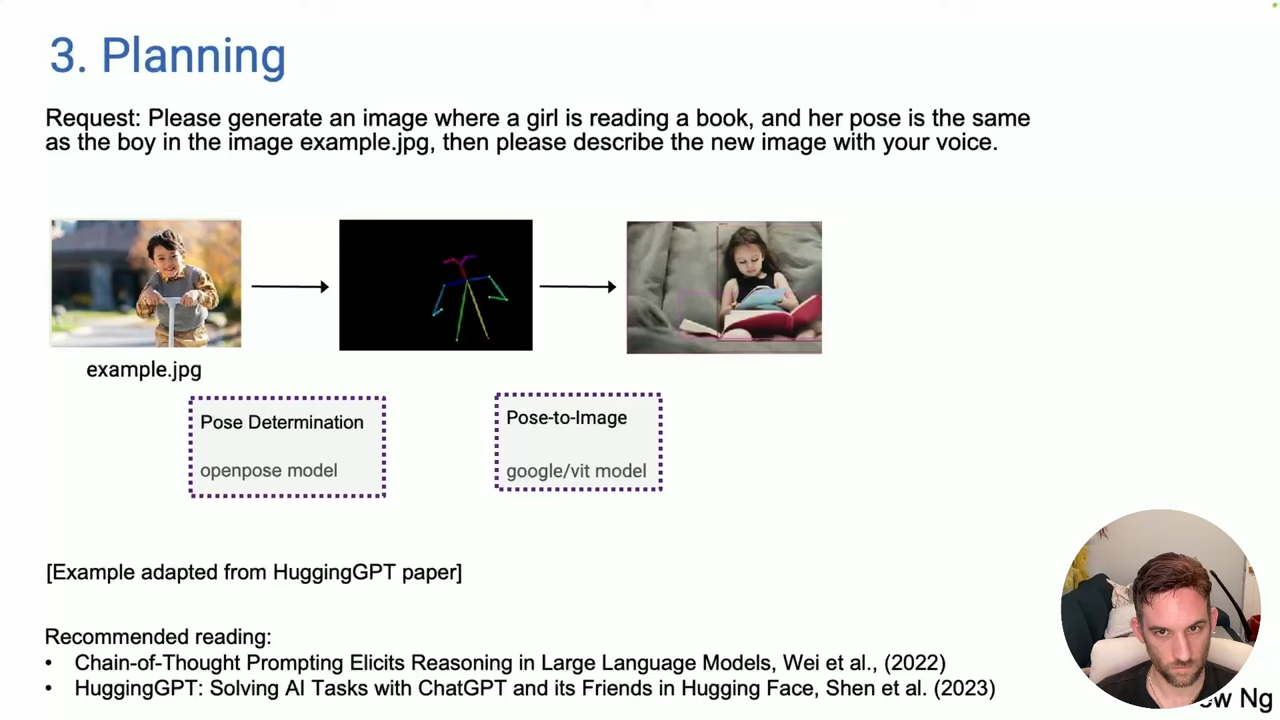 3. Planning
Request: Please generate an image where a girl is reading a book, and her pose is the same
as the boy in the image example.jpg, then please describe the new image with your voice.
example.jpg
Pose Determination
openpose model
Pose-to-Image
google/vit model
[Example adapted from HuggingGPT paper]
Recommended reading:
• Chain-of-Thought Prompting Elicits Reasoning in Large Language Models, Wei et al., (2022)
• HuggingGPT: Solving AI Tasks with ChatGPT and its Friends in Hugging Face, Shen et al. (2023)
Ng